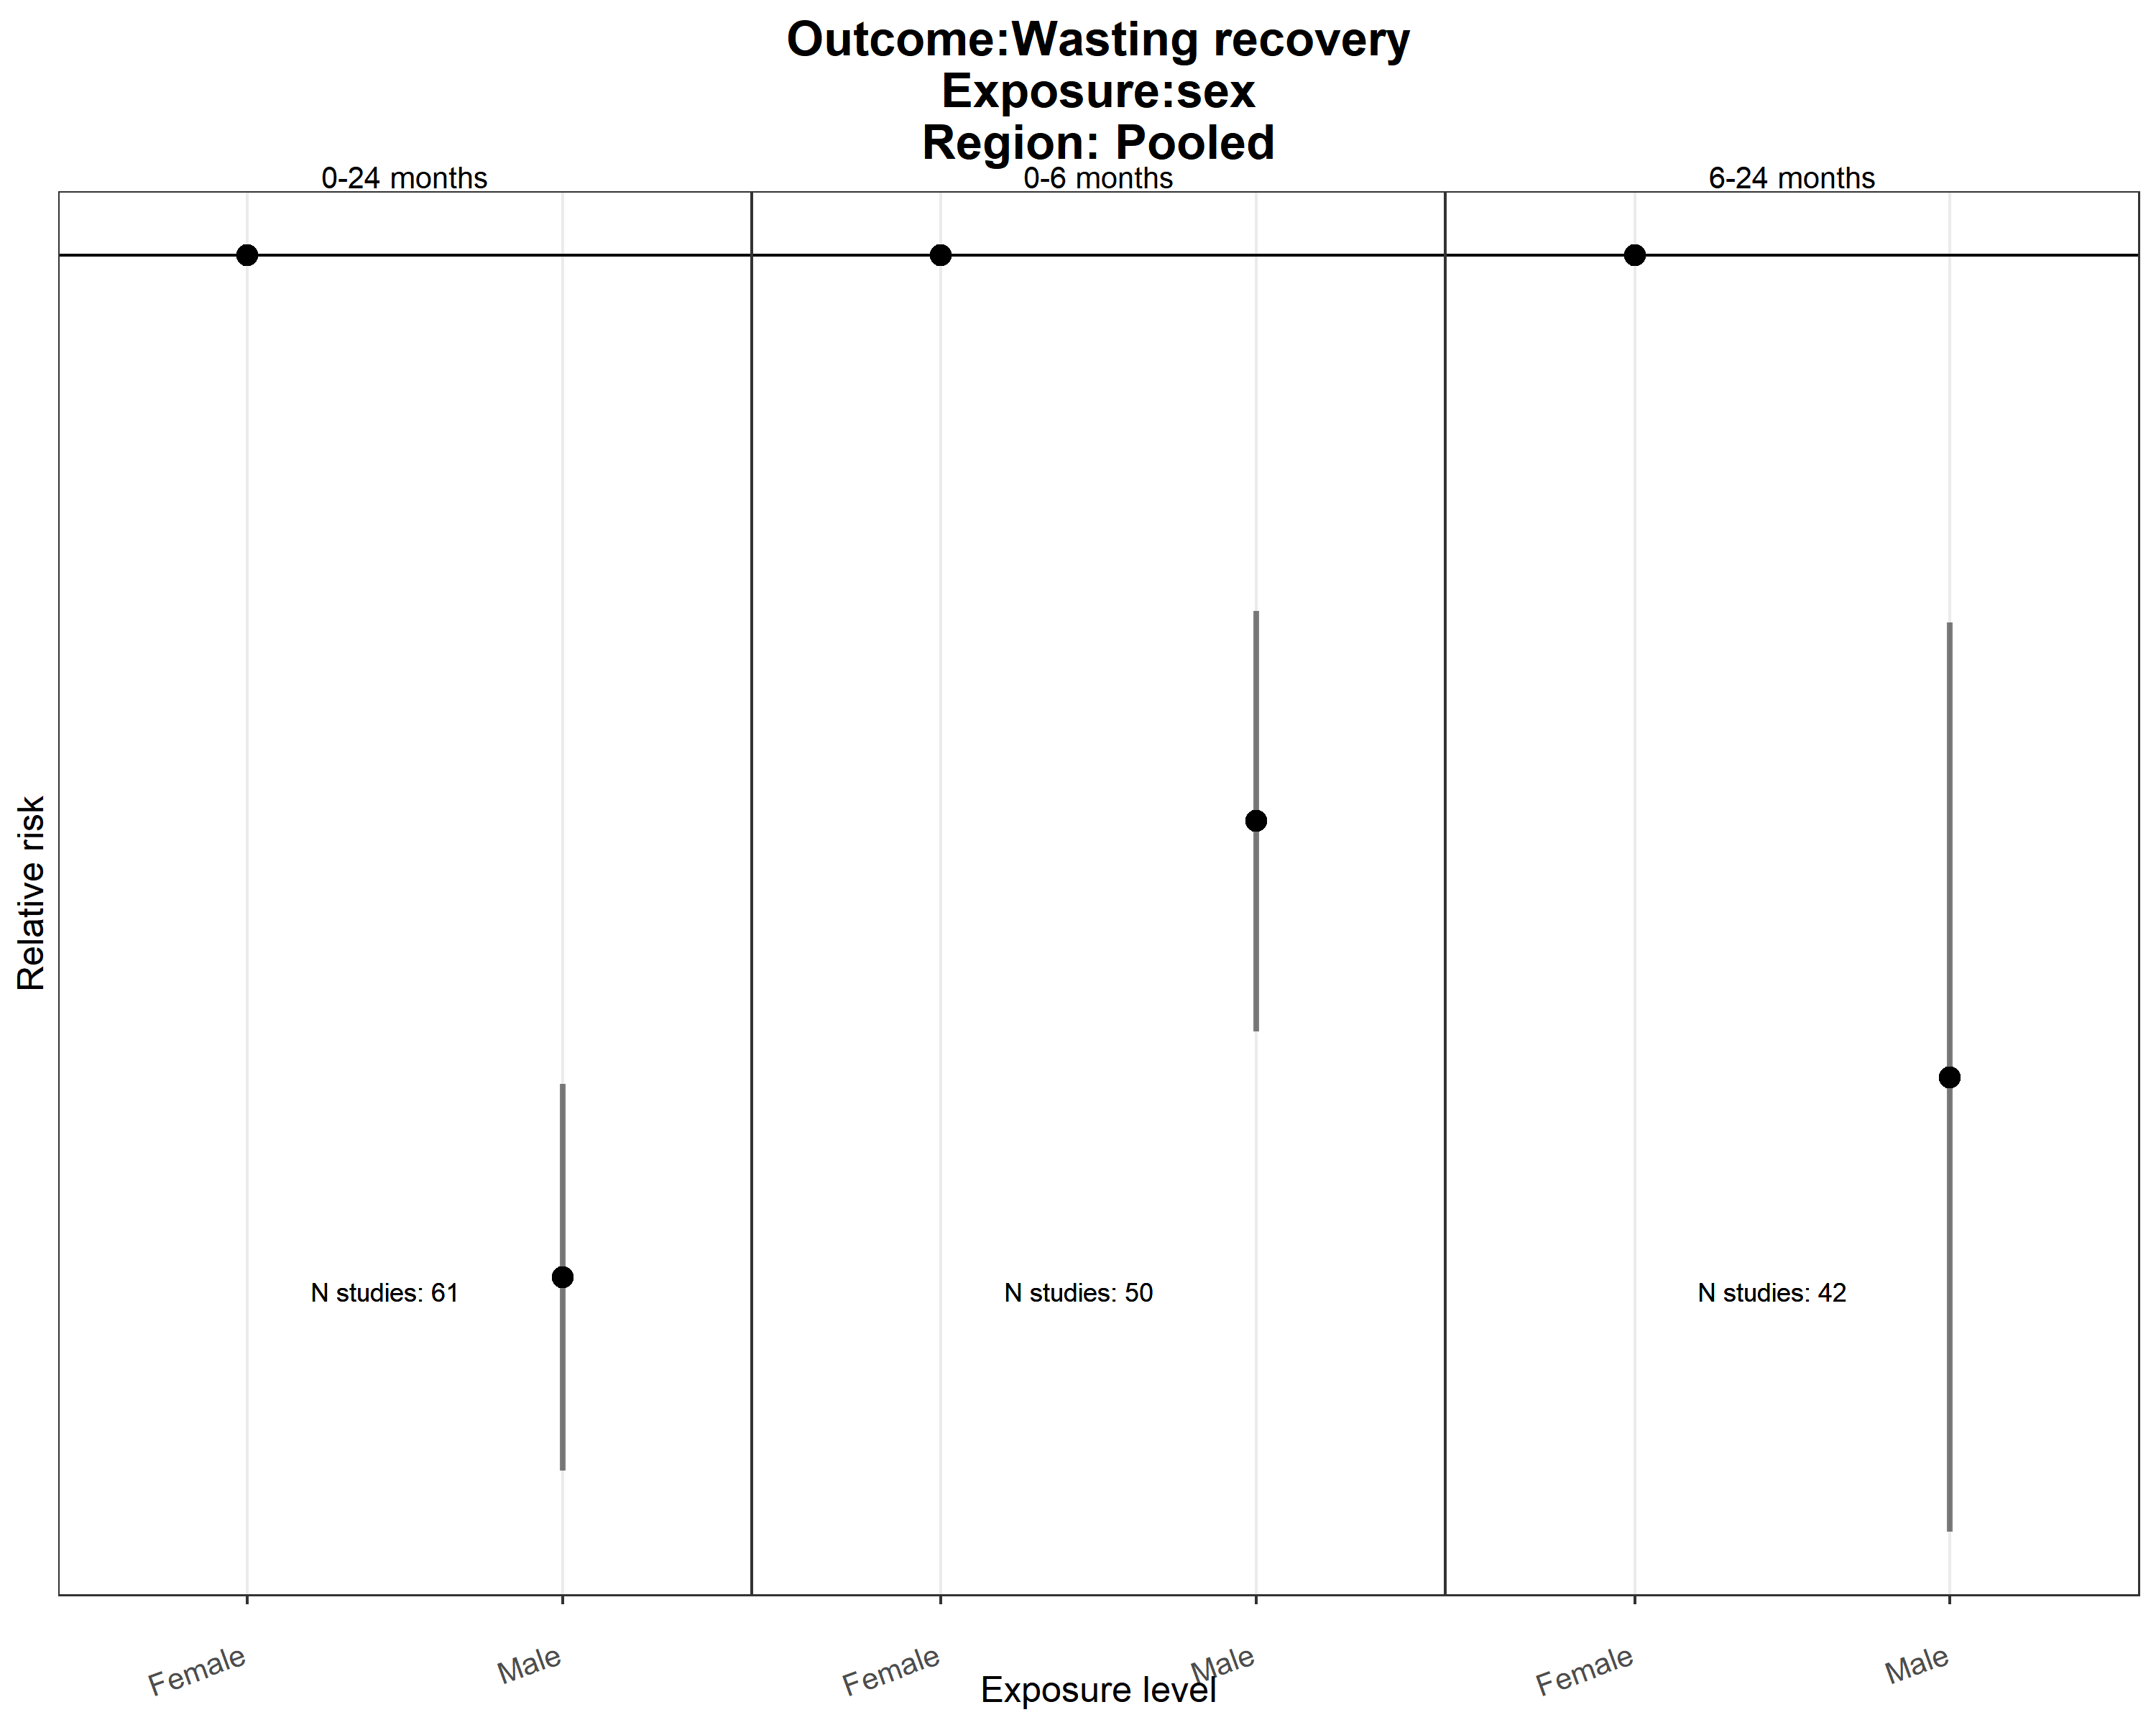 Outcome:Wasting recovery
Exposure:sex
Region: Pooled
0-24 months
0-6 months
6-24 months
Relative risk
N studies: 61
N studies: 50
N studies: 42
Female
Male
Female
Male
Female
Male
Exposure level